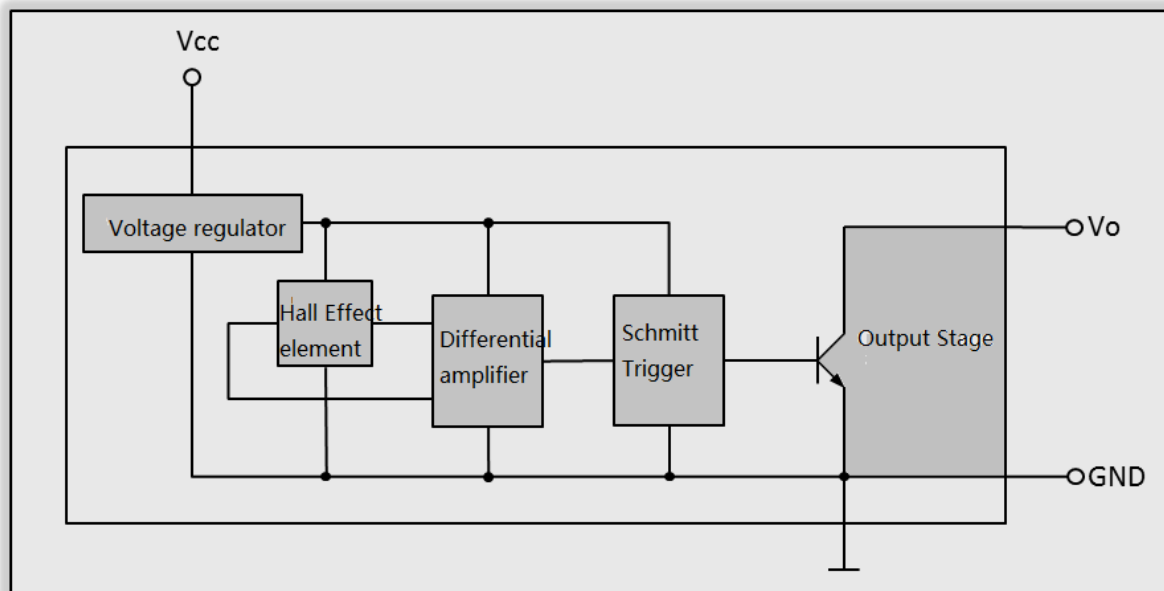 Vcc
Voltage regulator
Vo
Hall Effect
element
Differential
amplifier
Schmitt
Trigger
Output Stage
GND